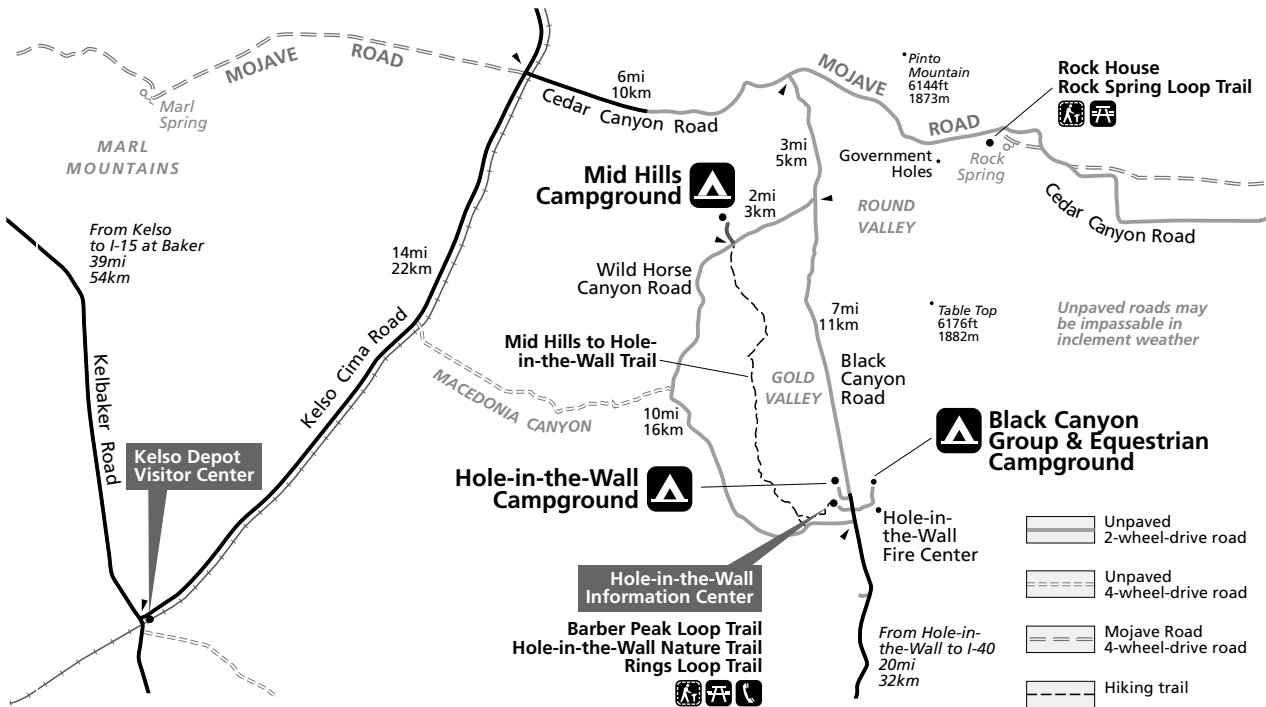 MOJAVE ROAD
Marl
Spring
MARL
MOUNTAINS
From Kelso
to I-15 at Baker
39mi
54km
14mi
22km
Kelbaker Road
Kelso Cima Road
Kelso Depot
Visitor Center
6mi
10km
Cedar Canyon Road
MOJAVE ROAD
Pinto
Mountain
6144ft
1873m
Rock House
Rock Spring Loop Trail
3mi
5km
Government
Holes
Rock
Spring
Cedar Canyon Road
Mid Hills
Campground
2mi
3km
ROUND
VALLEY
Wild Horse
Canyon Road
7mi
11km
Table Top
6176ft
1882m
Unpaved roads may
be impassable in
inclement weather
Mid Hills to Hole-
in-the-Wall Trail
MACEDONIA CANYON
GOLD
VALLEY
Black
Canyon
Road
10mi
16km
Black Canyon
Group & Equestrian
Campground
Hole-in-the-Wall
Campground
Hole-in-
the-Wall
Fire Center
Hole-in-the-Wall
Information Center
Barber Peak Loop Trail
Hole-in-the-Wall Nature Trail
Rings Loop Trail
From Hole-in-
the-Wall to I-40
20mi
32km
Unpaved
2-wheel-drive road
Unpaved
4-wheel-drive road
Mojave Road
4-wheel-drive road
Hiking trail